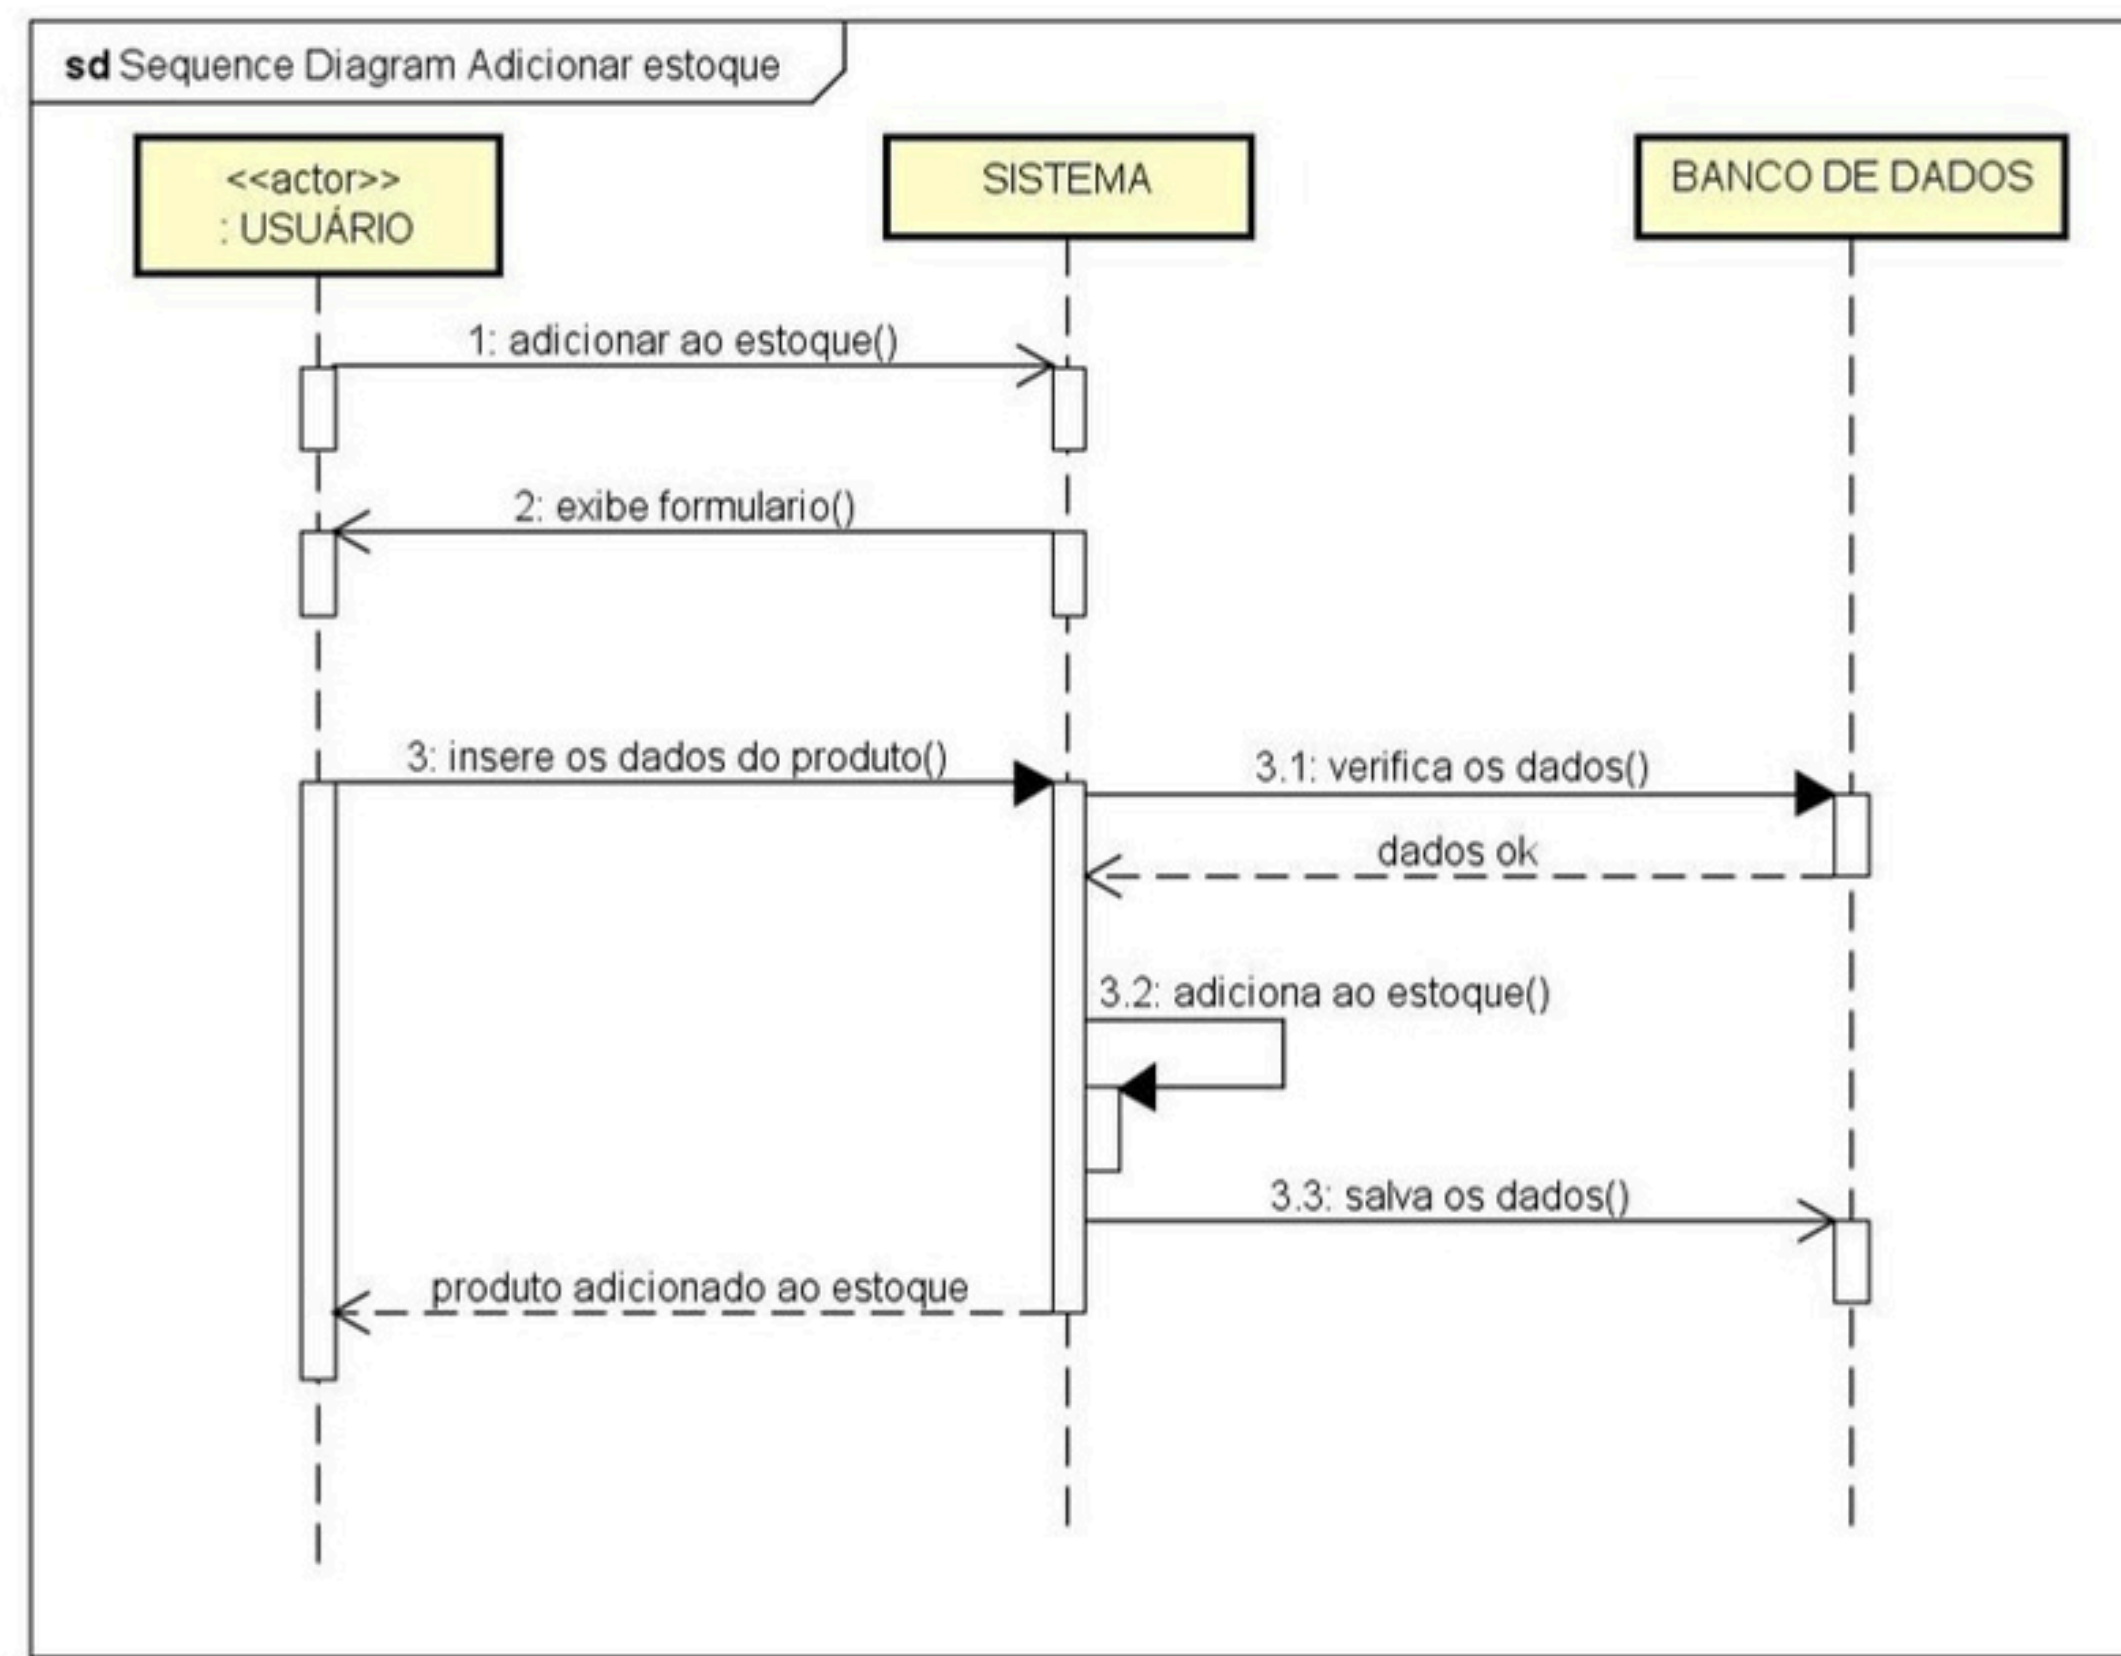 sd Sequence Diagram Adicionar estoque
<<actor>>
: USUÁRIO
SISTEMA
BANCO DE DADOS
1: adicionar ao estoque()
2: exibe formulario()
3: insere os dados do produto()
3.1: verifica os dados()
dados ok
3.2: adiciona ao estoque()
3.3: salva os dados()
produto adicionado ao estoque